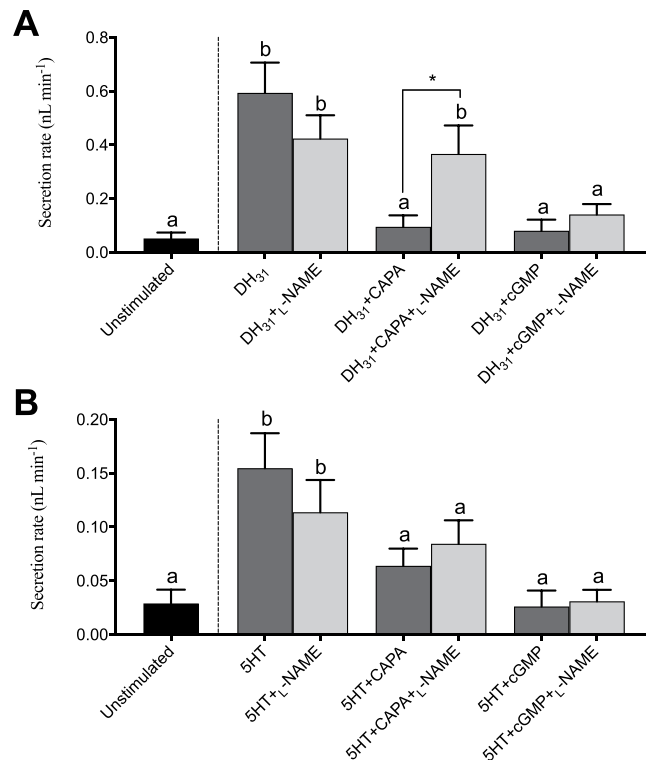 A
Secretion rate (nL min⁻¹)
0.8
0.6
0.4
0.2
0.0
a
b
b
a
*
b
a
a
Unstimulated
DH₃₁
DH₃₁+L-NAME
DH₃₁+CAPA
DH₃₁+CAPA+L-NAME
DH₃₁+cGMP
DH₃₁+cGMP+L-NAME
B
Secretion rate (nL min⁻¹)
0.20
0.15
0.10
0.05
0.00
a
b
b
a
a
a
a
Unstimulated
5HT
5HT+L-NAME
5HT+CAPA
5HT+CAPA+L-NAME
5HT+cGMP
5HT+cGMP+L-NAME